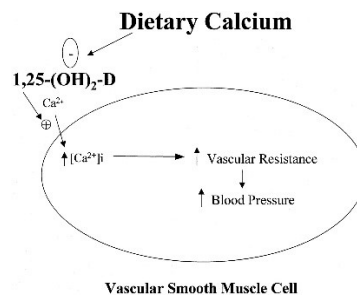 Dietary Calcium
-
1,25-(OH)₂-D
Ca²⁺
⊕
↑ [Ca²⁺]i → ↑ Vascular Resistance
↑ Blood Pressure
Vascular Smooth Muscle Cell